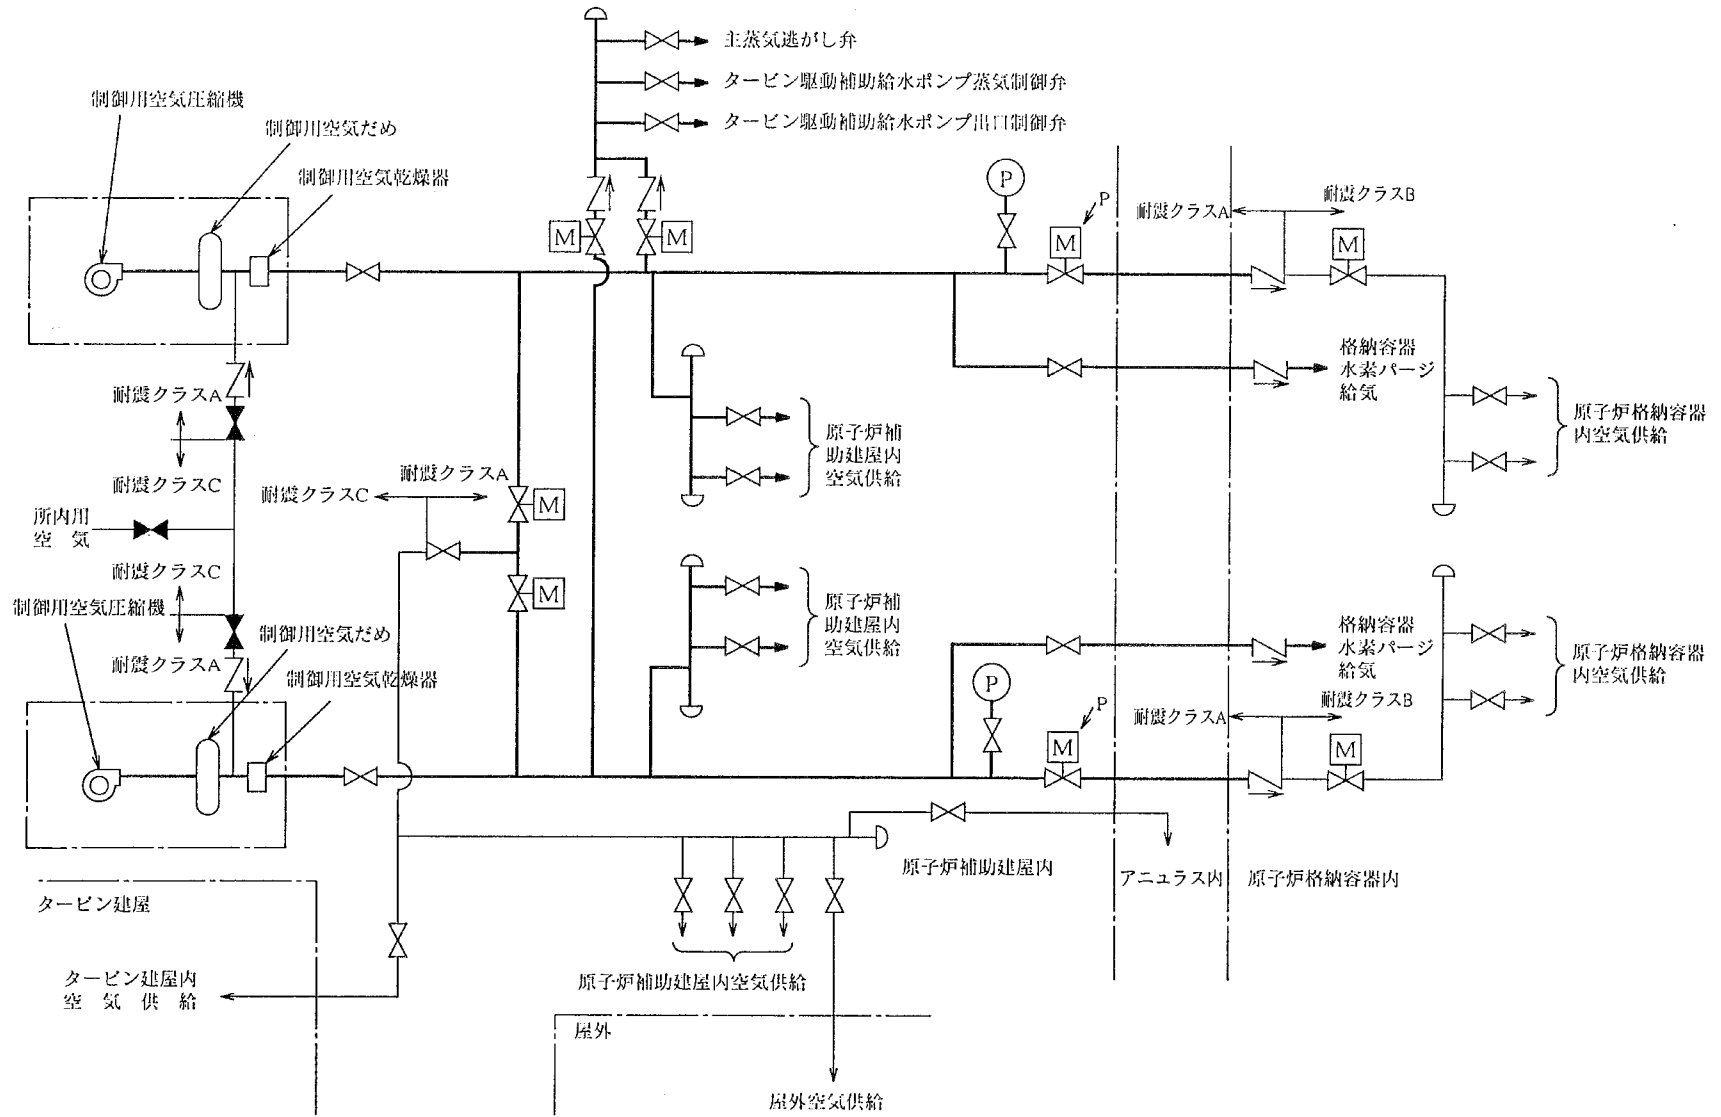 主蒸気逃がし弁
タービン駆動補助給水ポンプ蒸気制御弁
タービン駆動補助給水ポンプ出口制御弁
制御用空気圧縮機
制御用空気だめ
制御用空気乾燥器
M
M
P
P
M
耐震クラスA
耐震クラスB
M
格納容器
水素パージ
給気
原子炉格納容器
内空気供給
耐震クラスA
耐震クラスC
原子炉補
助建屋内
空気供給
耐震クラスA
耐震クラスC
M
所内用
空気
耐震クラスC
制御用空気圧縮機
制御用空気だめ
耐震クラスA
制御用空気乾燥器
M
原子炉補
助建屋内
空気供給
格納容器
水素パージ
給気
原子炉格納容器
内空気供給
P
P
M
耐震クラスA
耐震クラスB
M
原子炉補助建屋内
アニュラス内
原子炉格納容器内
タービン建屋
タービン建屋内
空気供給
原子炉補助建屋内空気供給
屋外
屋外空気供給